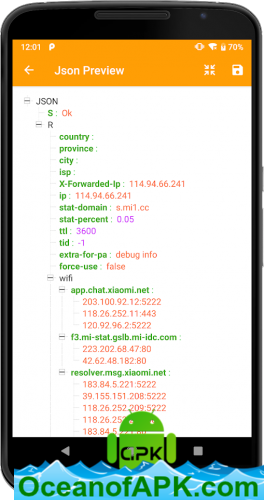 12:01 P 70%
Json Preview
JSON
S : Ok
R
country :
province :
city :
isp :
X-Forwarded-Ip : 114.94.66.241
ip : 114.94.66.241
stat-domain : s.mi1.cc
stat-percent : 0.05
ttl : 3600
tid : -1
extra-for-pa : debug info
force-use : false
wifi
app.chat.xiaomi.net :
203.100.92.12:5222
118.26.252.11:443
120.92.96.2:5222
f3.mi-stat.gslb.mi-idc.com :
223.202.68.47:80
42.62.48.182:80
resolver.msg.xiaomi.net :
183.84.5.221:5222
39.155.151.208:5222
118.26.252.209:5222
183.84.5.221:80
APK
OceanofAPK.com